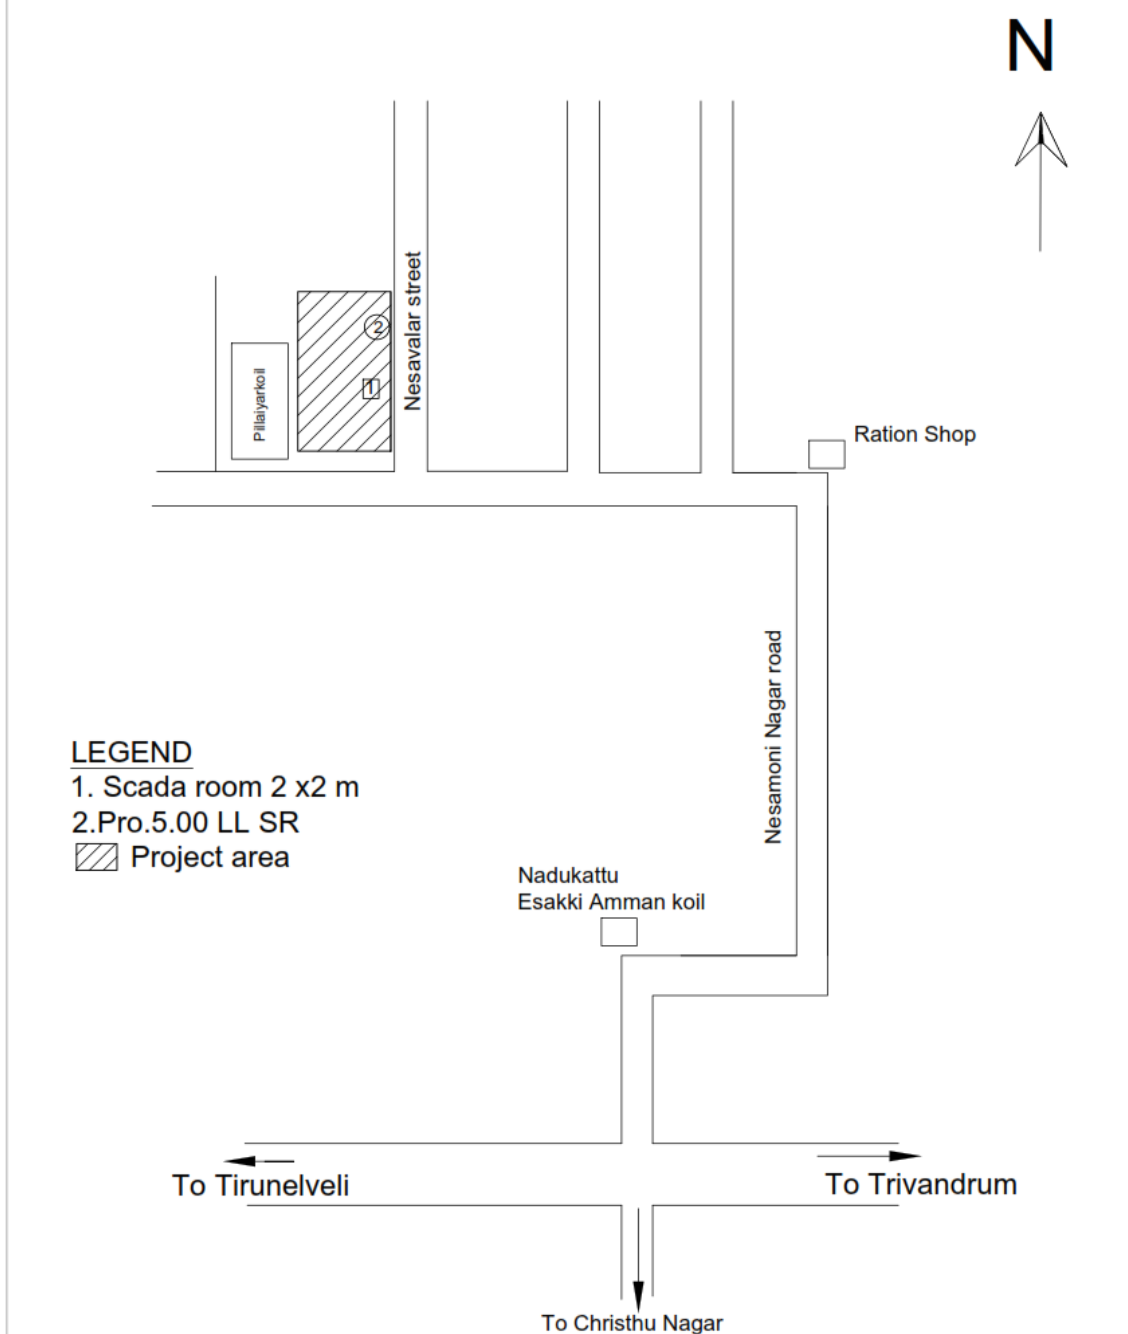 N
Nesavalar street
2
Pillaiyarkoil
1
Ration Shop
Nesamoni Nagar road
LEGEND
1. Scada room 2 x2 m
2.Pro.5.00 LL SR
Project area
Nadukattu
Esakki Amman koil
To Tirunelveli
To Trivandrum
To Christhu Nagar